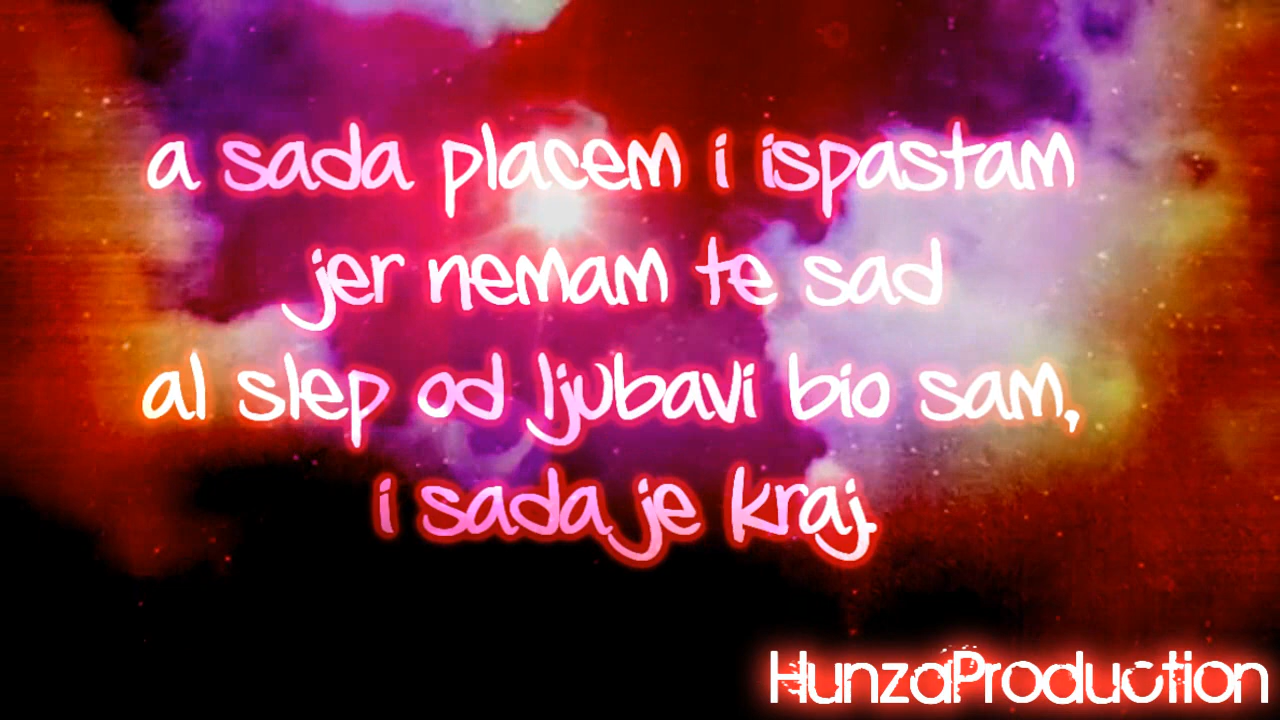 a sada placem i ispastam
jer nemam te sad
al slep od ljubavi bio sam,
i sada je kraj
HunzaProduction